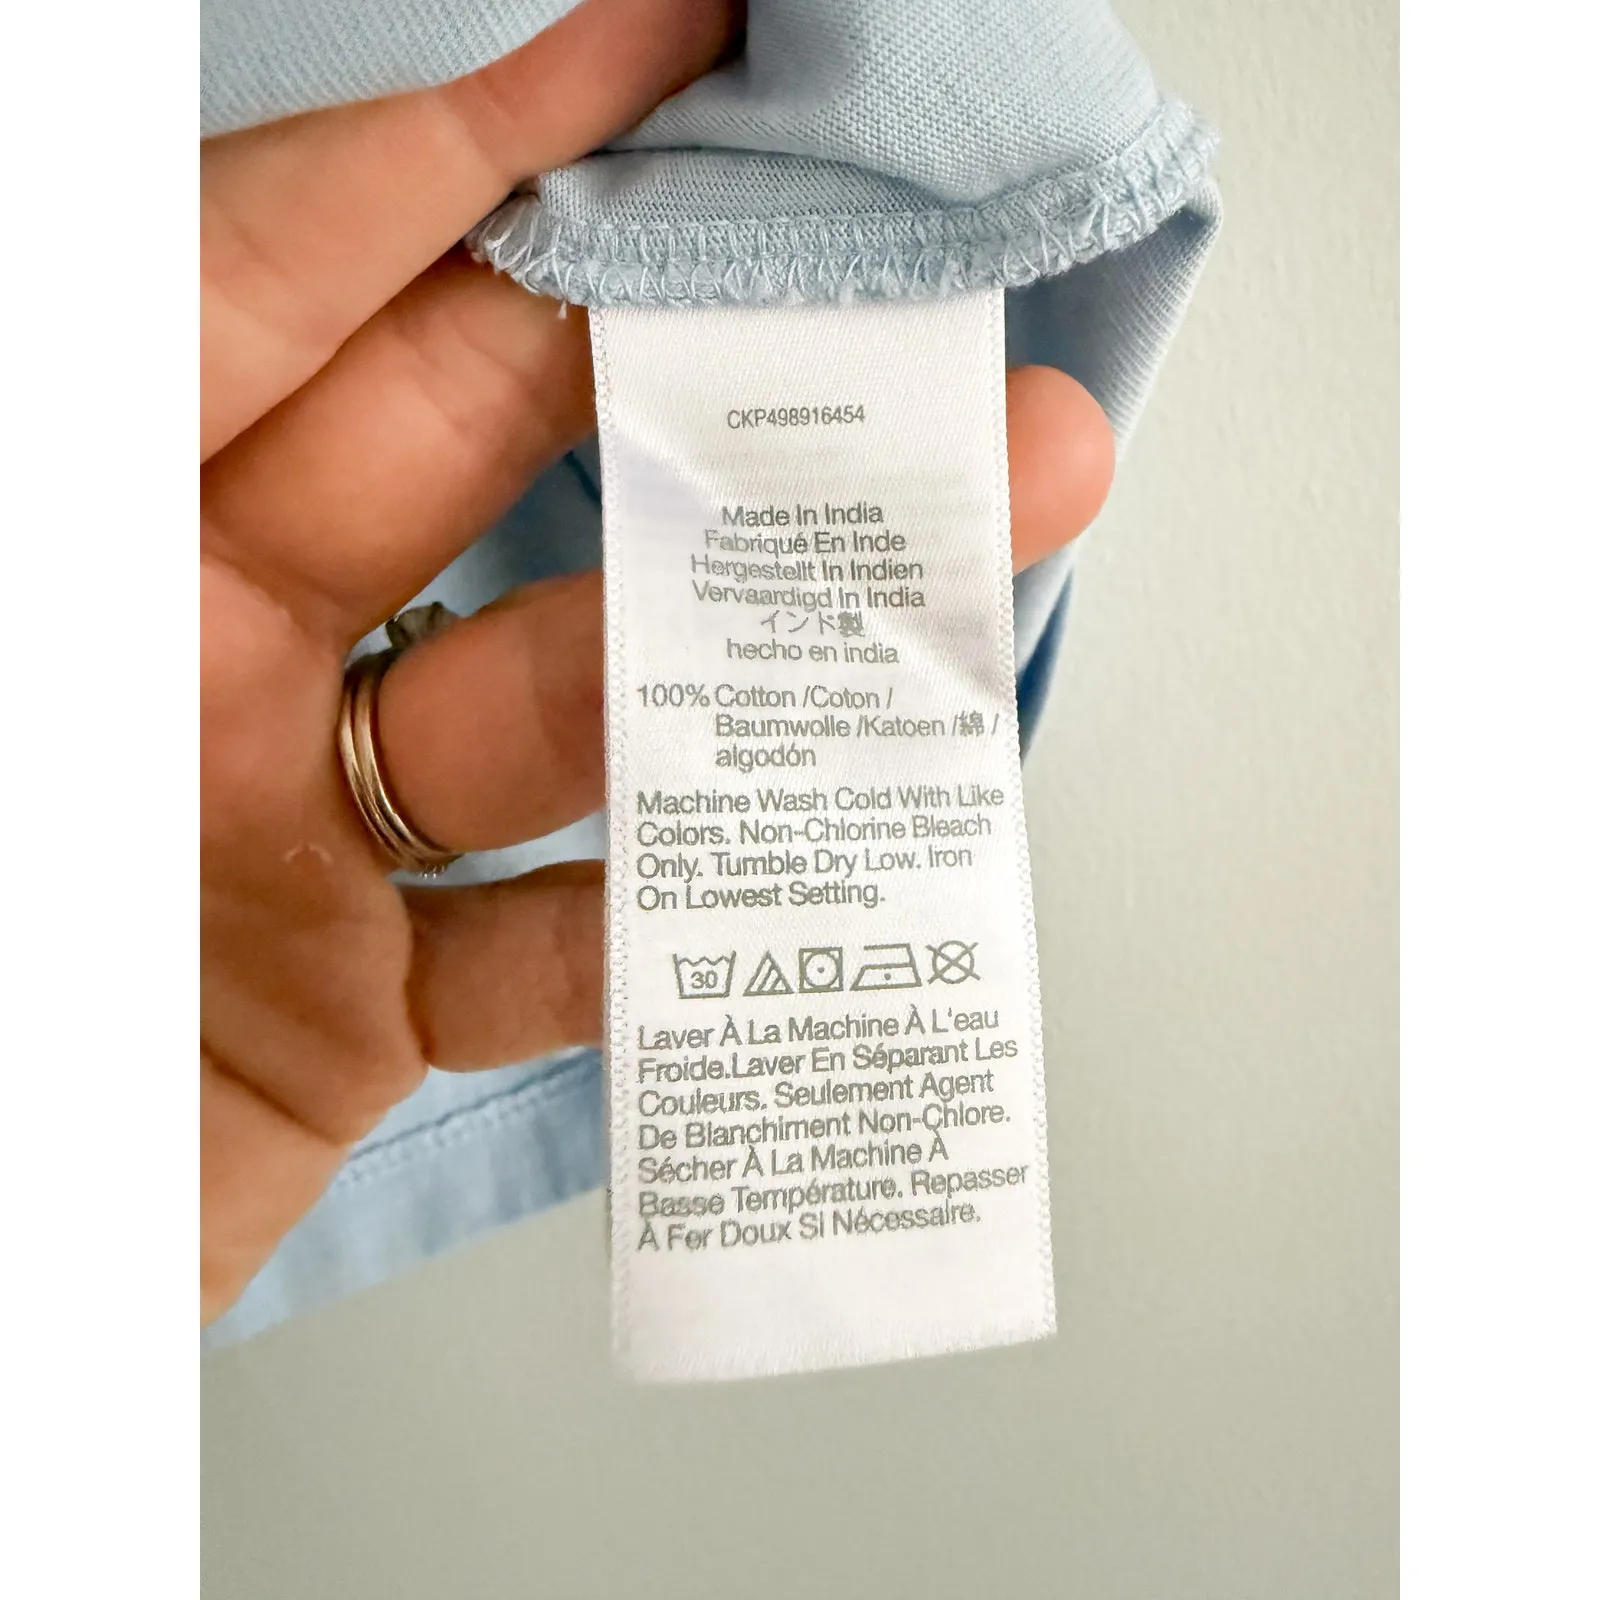 CKP498916454
Made In India
Fabriqué En Inde
Hergestellt In Indien
Vervaardigd In India
インド製
hecho en india
100% Cotton /Coton /
Baumwolle /Katoen /綿 /
algodón
Machine Wash Cold With Like
Colors. Non-Chlorine Bleach
Only. Tumble Dry Low. Iron
On Lowest Setting.
30
Laver À La Machine À L'eau
Froide.Laver En Séparant Les
Couleurs. Seulement Agent
De Blanchiment Non-Chlore.
Sécher À La Machine À
Basse Température. Repasser
À Fer Doux Si Nécessaire.